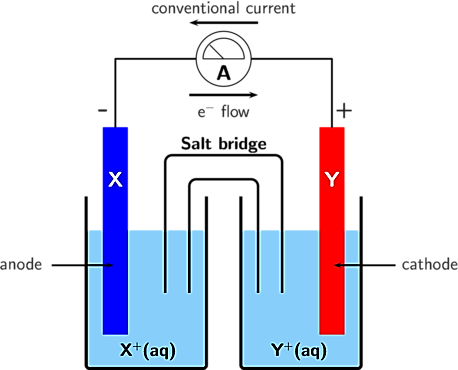 conventional current
A
e⁻ flow
-
+
Salt bridge
X
Y
anode
cathode
X⁺(aq)
Y⁺(aq)